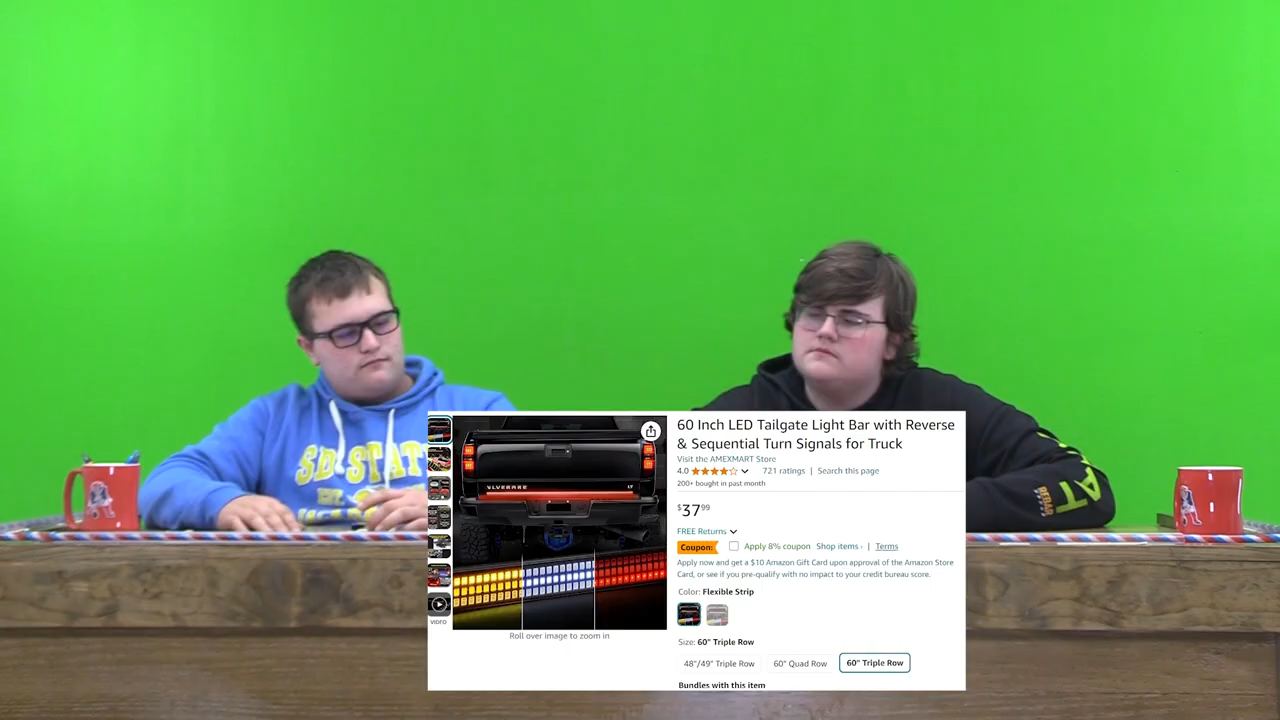 SD STAT
60 Inch LED Tailgate Light Bar with Reverse
& Sequential Turn Signals for Truck
Visit the AMEXMART Store
4.0 721 ratings | Search this page
200+ bought in past month
$37 99
FREE Returns
Coupon: Apply 8% coupon Shop items › | Terms
Apply now and get a $10 Amazon Gift Card upon approval of the Amazon Store
Card, or see if you pre-qualify with no impact to your credit bureau score.
Color: Flexible Strip
VIDEO
Roll over image to zoom in
Size: 60" Triple Row
48"/49" Triple Row 60" Quad Row 60" Triple Row
Bundles with this item